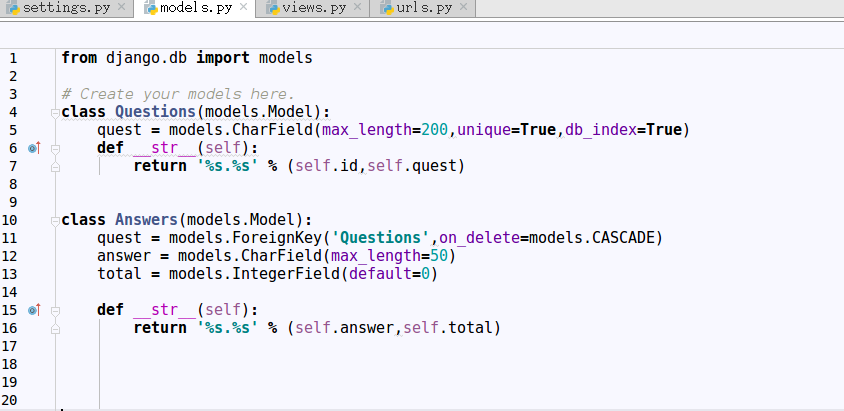 settings.py × models.py × views.py × urls.py ×
1 from django.db import models
2
3 # Create your models here.
4 class Questions(models.Model):
5     quest = models.CharField(max_length=200,unique=True,db_index=True)
6     def __str__(self):
7         return '%s.%s' % (self.id,self.quest)
8
9
10 class Answers(models.Model):
11     quest = models.ForeignKey('Questions',on_delete=models.CASCADE)
12     answer = models.CharField(max_length=50)
13     total = models.IntegerField(default=0)
14
15     def __str__(self):
16         return '%s.%s' % (self.answer,self.total)
17
18
19
20